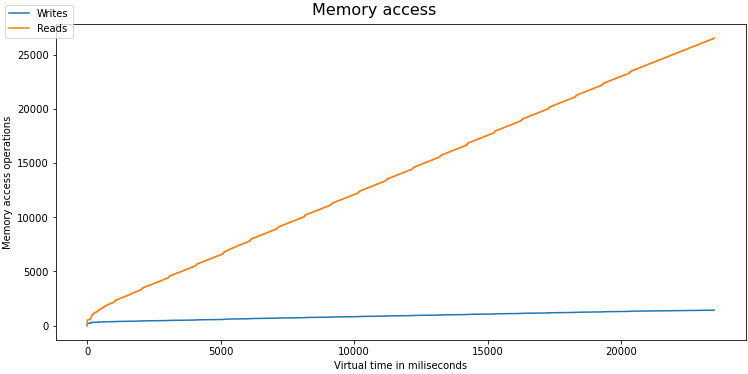 Memory access
Writes
Reads
Memory access operations
25000
20000
15000
10000
5000
0
0 5000 10000 15000 20000
Virtual time in miliseconds